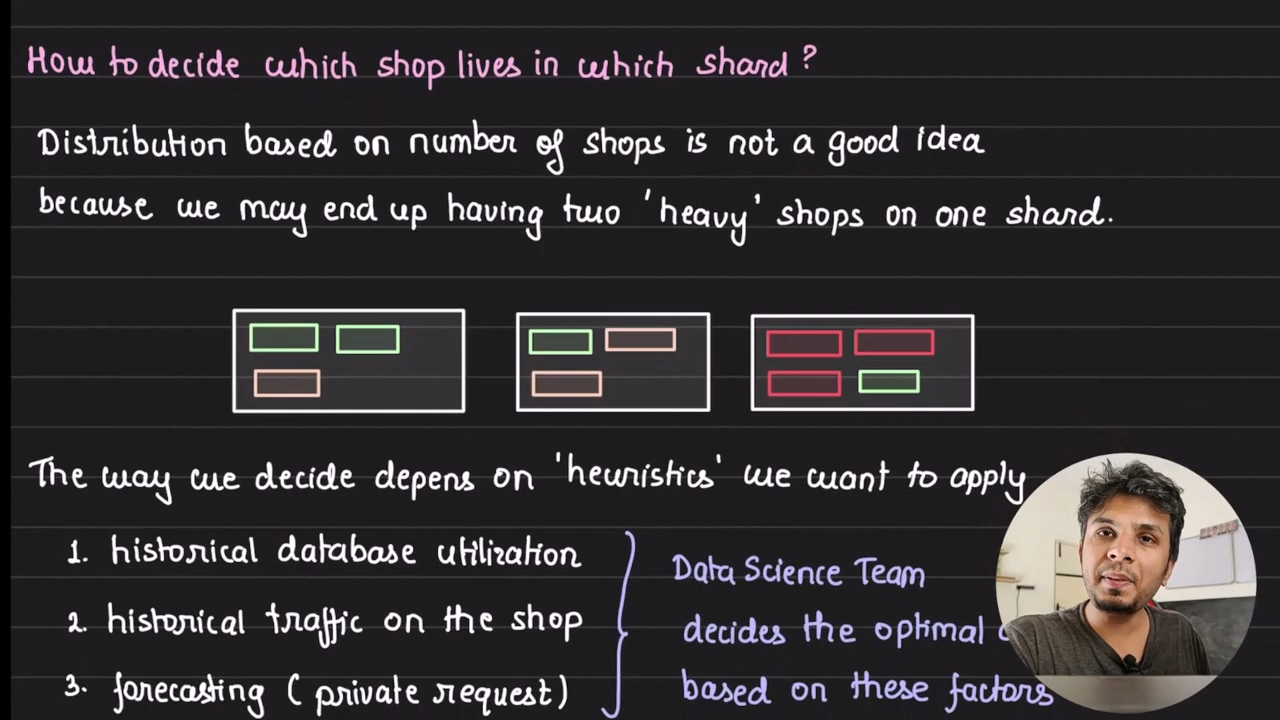 How to decide which shop lives in which shard?
Distribution based on number of shops is not a good idea
because we may end up having two 'heavy' shops on one shard.
The way we decide depens on 'heuristics' we want to apply
1. historical database utilization
2. historical traffic on the shop
3. forecasting (private request)
Data Science Team
decides the optimal
based on these factors